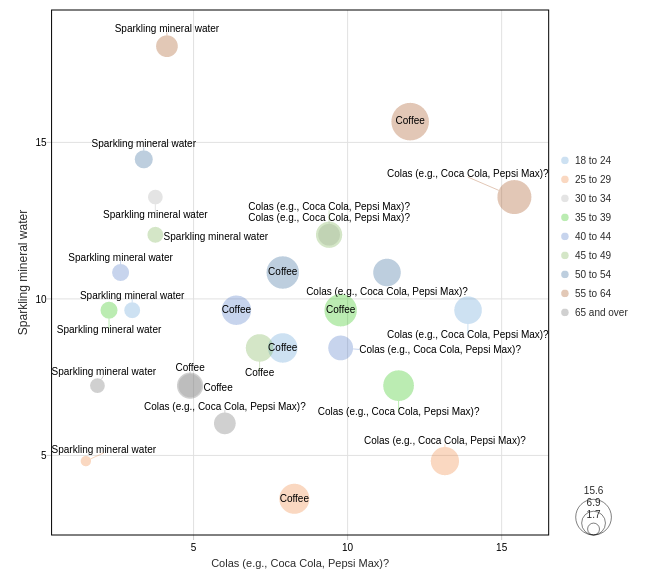 Sparkling mineral water
Coffee
15
Sparkling mineral water
18 to 24
Colas (e.g., Coca Cola, Pepsi Max)?
25 to 29
30 to 34
Colas (e.g., Coca Cola, Pepsi Max)?
Sparkling mineral water
Colas (e.g., Coca Cola, Pepsi Max)?
35 to 39
Sparkling mineral water
40 to 44
45 to 49
Sparkling mineral water
Coffee
50 to 54
Sparkling mineral water
Colas (e.g., Coca Cola, Pepsi Max)?
55 to 64
Sparkling mineral water
10
Coffee
Coffee
65 and over
Sparkling mineral water
Colas (e.g., Coca Cola, Pepsi Max)?
Coffee
Colas (e.g., Coca Cola, Pepsi Max)?
Sparkling mineral water
Coffee
Coffee
Coffee
Colas (e.g., Coca Cola, Pepsi Max)?
Colas (e.g., Coca Cola, Pepsi Max)?
Colas (e.g., Coca Cola, Pepsi Max)?
Sparkling mineral water
5
Coffee
15.6
6.9
1.7
5
10
15
Colas (e.g., Coca Cola, Pepsi Max)?